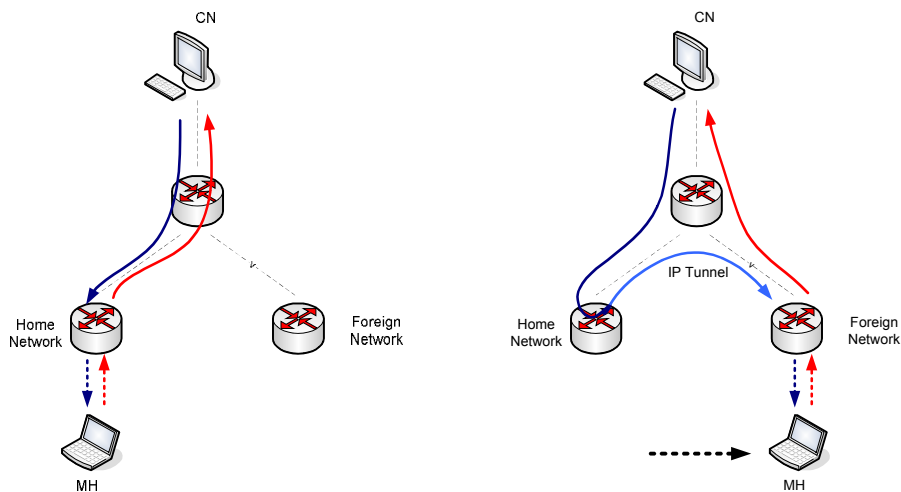 CN
v
Home
Network
Foreign
Network
MH
CN
v
IP Tunnel
Home
Network
Foreign
Network
MH